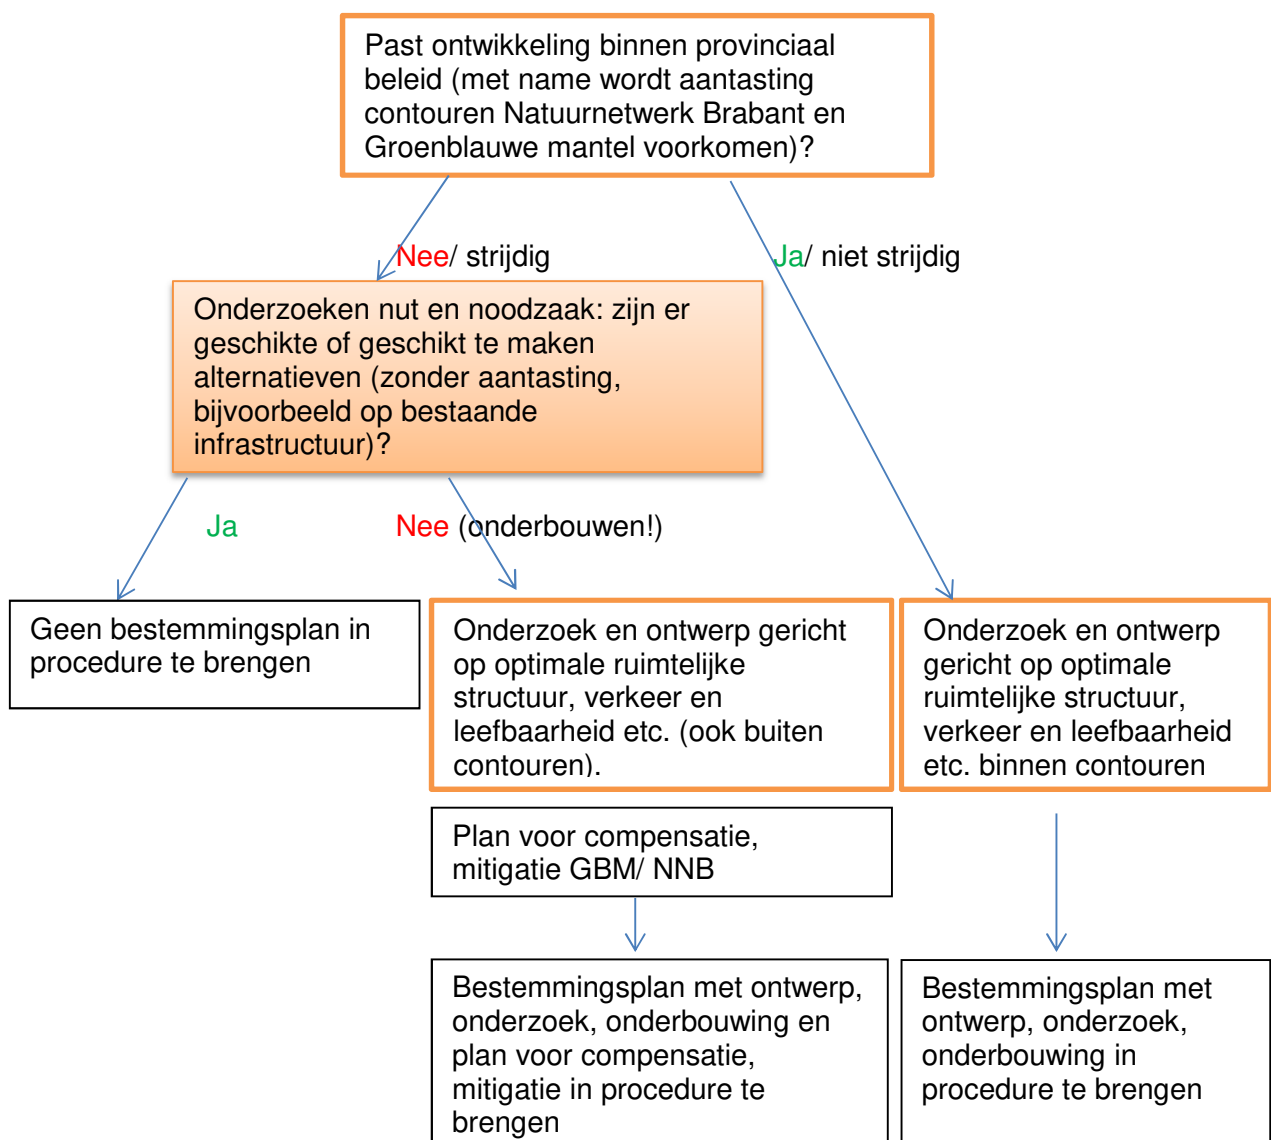 Past ontwikkeling binnen provinciaal
beleid (met name wordt aantasting
contouren Natuurnetwerk Brabant en
Groenblauwe mantel voorkomen)?
Nee/ strijdig
Ja/ niet strijdig
Onderzoeken nut en noodzaak: zijn er
geschikte of geschikt te maken
alternatieven (zonder aantasting,
bijvoorbeeld op bestaande
infrastructuur)?
Ja
Nee (onderbouwen!)
Geen bestemmingsplan in
procedure te brengen
Onderzoek en ontwerp gericht
op optimale ruimtelijke
structuur, verkeer en
leefbaarheid etc. (ook buiten
contouren).
Onderzoek en ontwerp
gericht op optimale
ruimtelijke structuur,
verkeer en leefbaarheid
etc. binnen contouren
Plan voor compensatie,
mitigatie GBM/ NNB
Bestemmingsplan met ontwerp,
onderzoek, onderbouwing en
plan voor compensatie,
mitigatie in procedure te
brengen
Bestemmingsplan met
ontwerp, onderzoek,
onderbouwing in
procedure te brengen